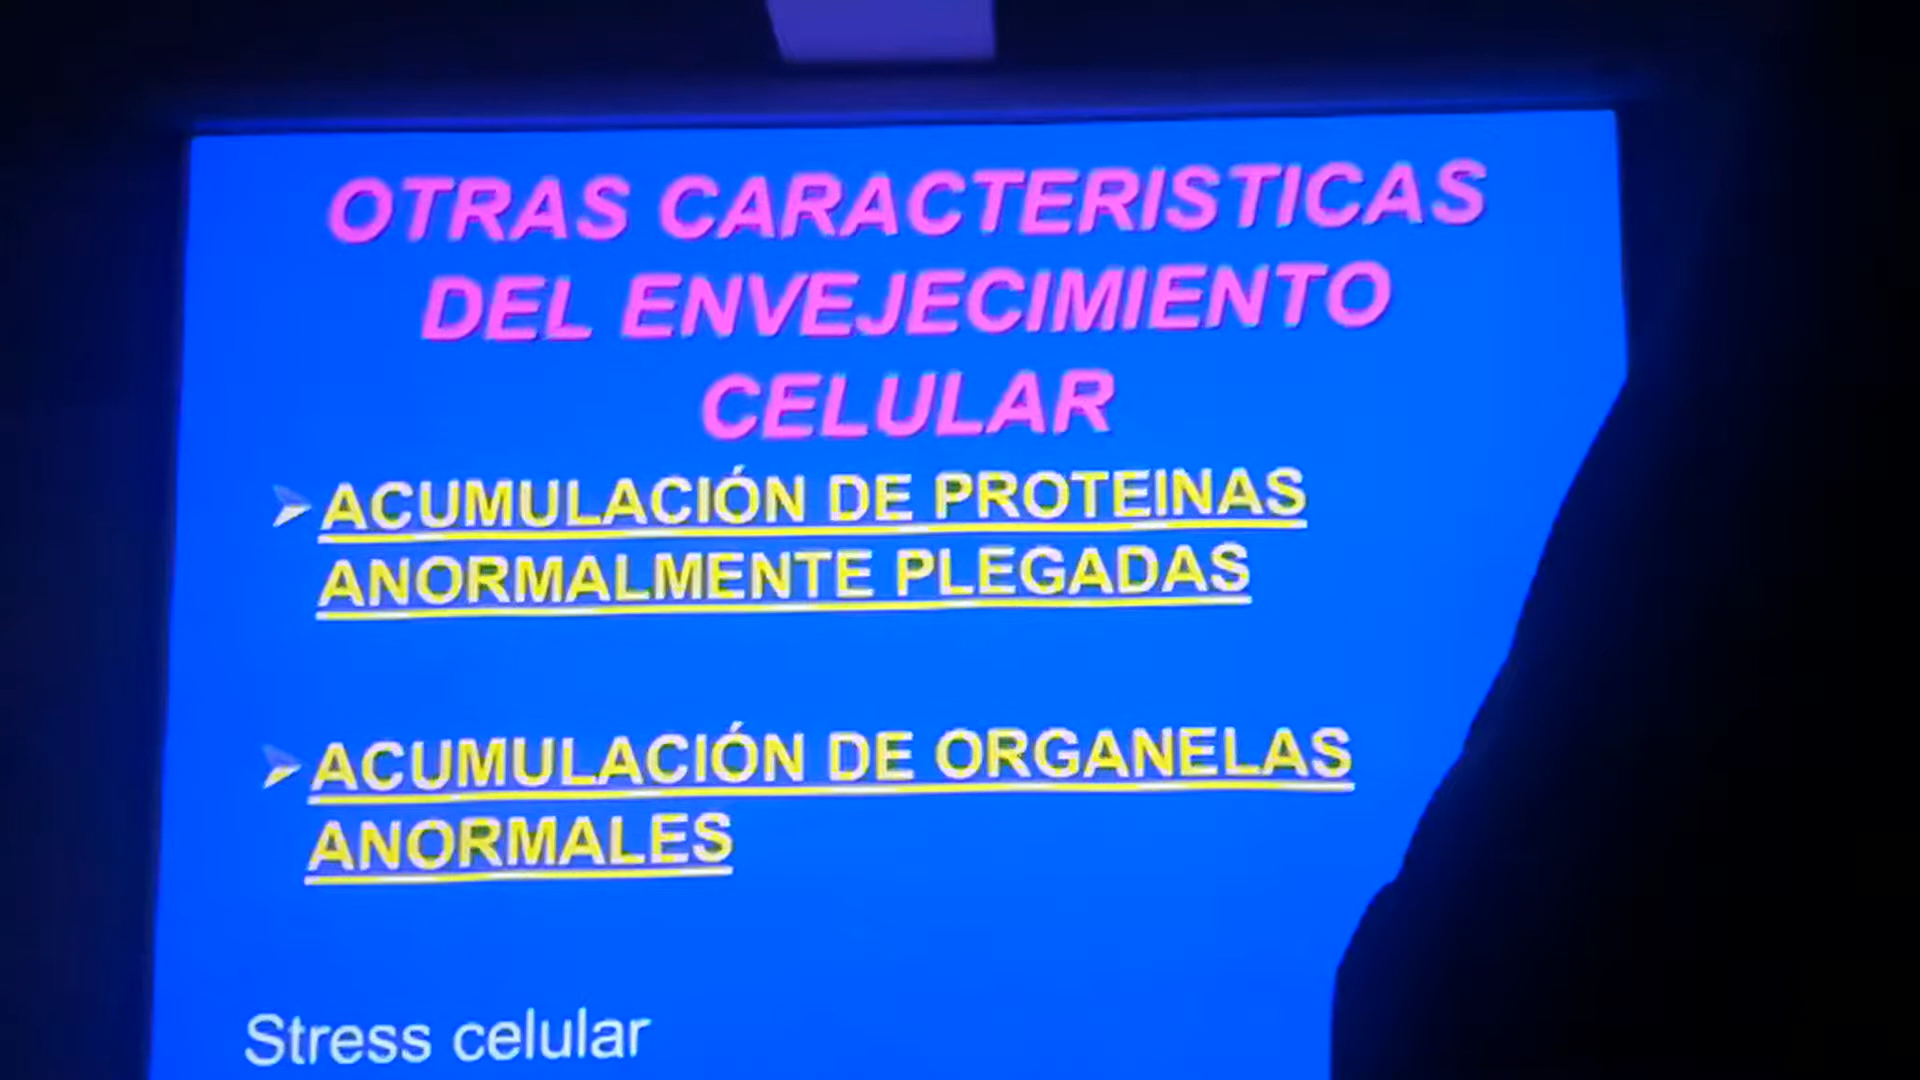 OTRAS CARACTERISTICAS
DEL ENVEJECIMIENTO
CELULAR
ACUMULACIÓN DE PROTEINAS
ANORMALMENTE PLEGADAS
ACUMULACIÓN DE ORGANELAS
ANORMALES
Stress celular